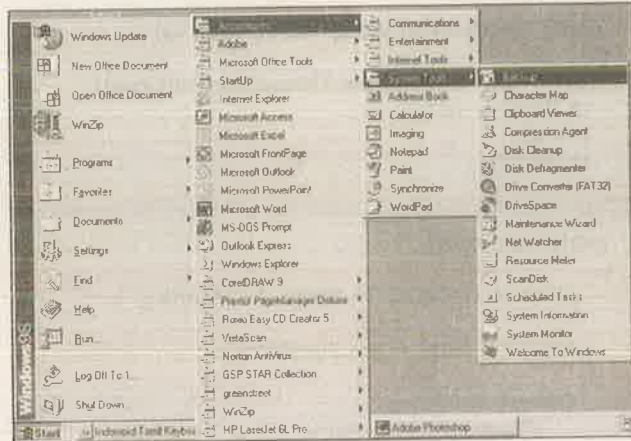 Windows Update
New Office Document
Open Office Document
WinZip
Programs
Favorites
Documents
Settings
Find
Help
Run...
Log Off To 1...
Shut Down...
Windows98
Accessories
Adobe
Microsoft Office Tools
StartUp
Internet Explorer
Microsoft Access
Microsoft Excel
Microsoft FrontPage
Microsoft Outlook
Microsoft PowerPoint
Microsoft Word
MS-DOS Prompt
Outlook Express
Windows Explorer
CorelDRAW 9
Presto! PageManager Deluxe
Roxio Easy CD Creator 5
VistaScan
Norton AntiVirus
GSP STAR Collection
greenstreet
WinZip
HP LaserJet 6L Pro
Communications
Entertainment
Internet Tools
System Tools
Address Book
Calculator
Imaging
Notepad
Paint
Synchronize
WordPad
Backup
Character Map
Clipboard Viewer
Compression Agent
Disk Cleanup
Disk Defragmenter
Drive Converter (FAT32)
DriveSpace
Maintenance Wizard
Net Watcher
Resource Meter
ScanDisk
Scheduled Tasks
System Information
System Monitor
Welcome To Windows
Start
Tamil Keybo
Adobe Photoshop